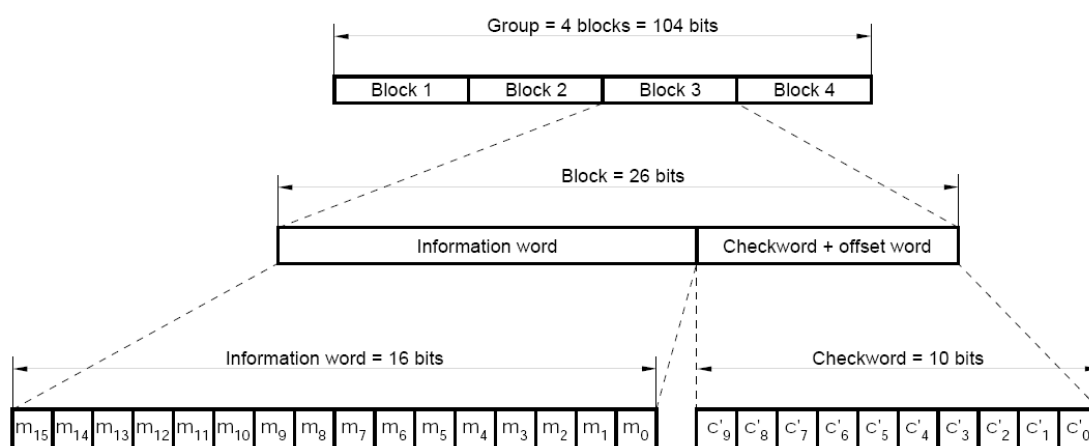 Group = 4 blocks = 104 bits
Block 1 Block 2 Block 3 Block 4
Block = 26 bits
Information word Checkword + offset word
Information word = 16 bits Checkword = 10 bits
m15 m14 m13 m12 m11 m10 m9 m8 m7 m6 m5 m4 m3 m2 m1 m0 c'9 c'8 c'7 c'6 c'5 c'4 c'3 c'2 c'1 c'0